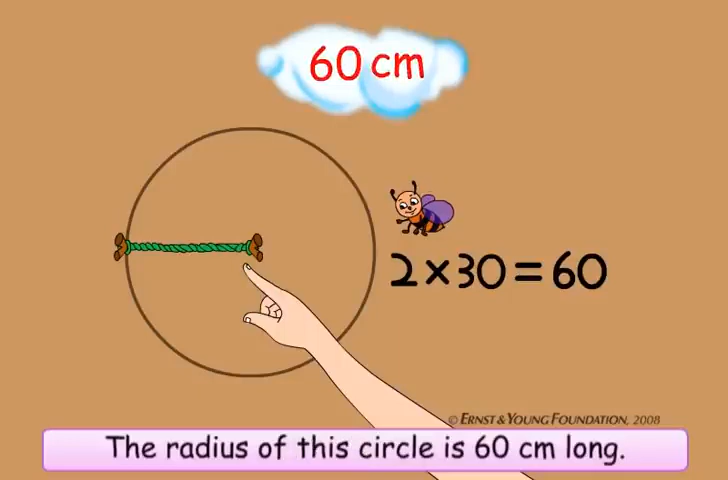 60 cm
2×30=60
© ERNST & YOUNG FOUNDATION, 2008
The radius of this circle is 60 cm long.